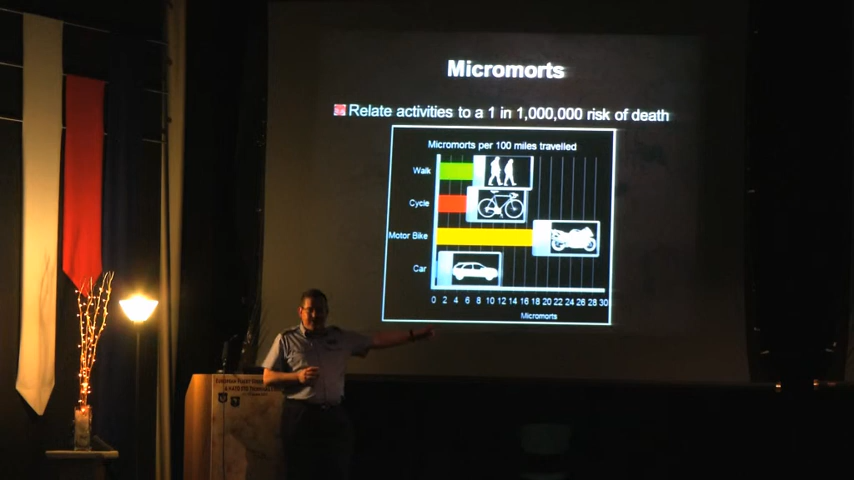 Micromorts
Relate activities to a 1 in 1,000,000 risk of death
Micromorts per 100 miles travelled
Walk
Cycle
Motor Bike
Car
0 2 4 6 8 10 12 14 16 18 20 22 24 26 28 30
Micromorts